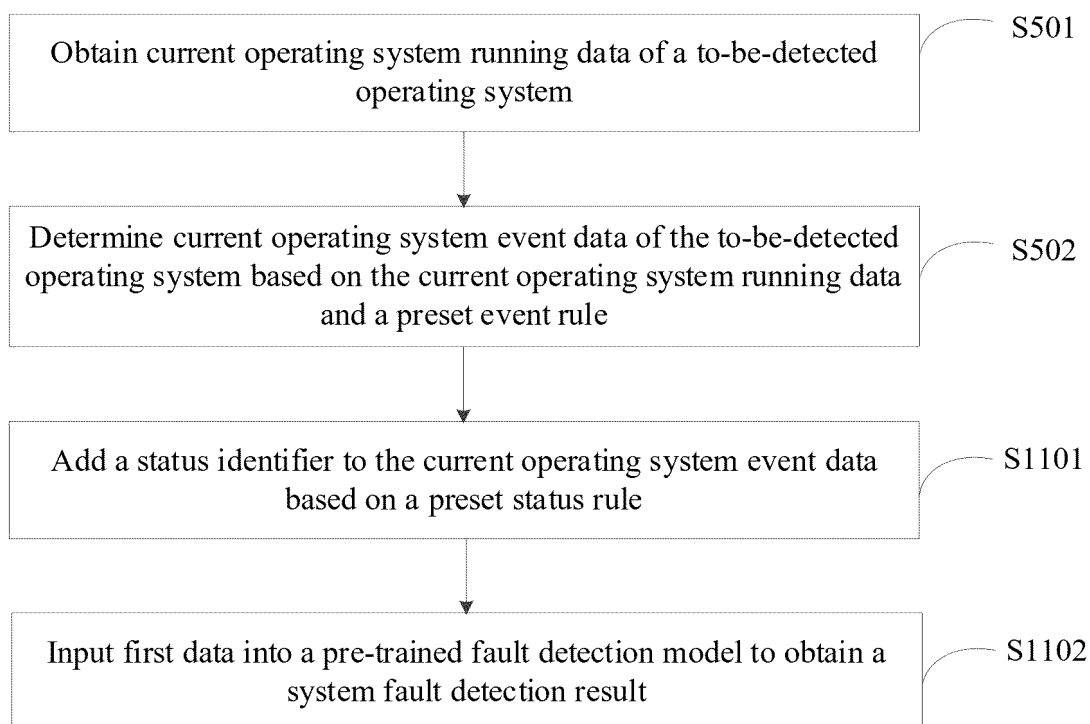 S501
Obtain current operating system running data of a to-be-detected
operating system
S502
Determine current operating system event data of the to-be-detected
operating system based on the current operating system running data
and a preset event rule
S1101
Add a status identifier to the current operating system event data
based on a preset status rule
S1102
Input first data into a pre-trained fault detection model to obtain a
system fault detection result